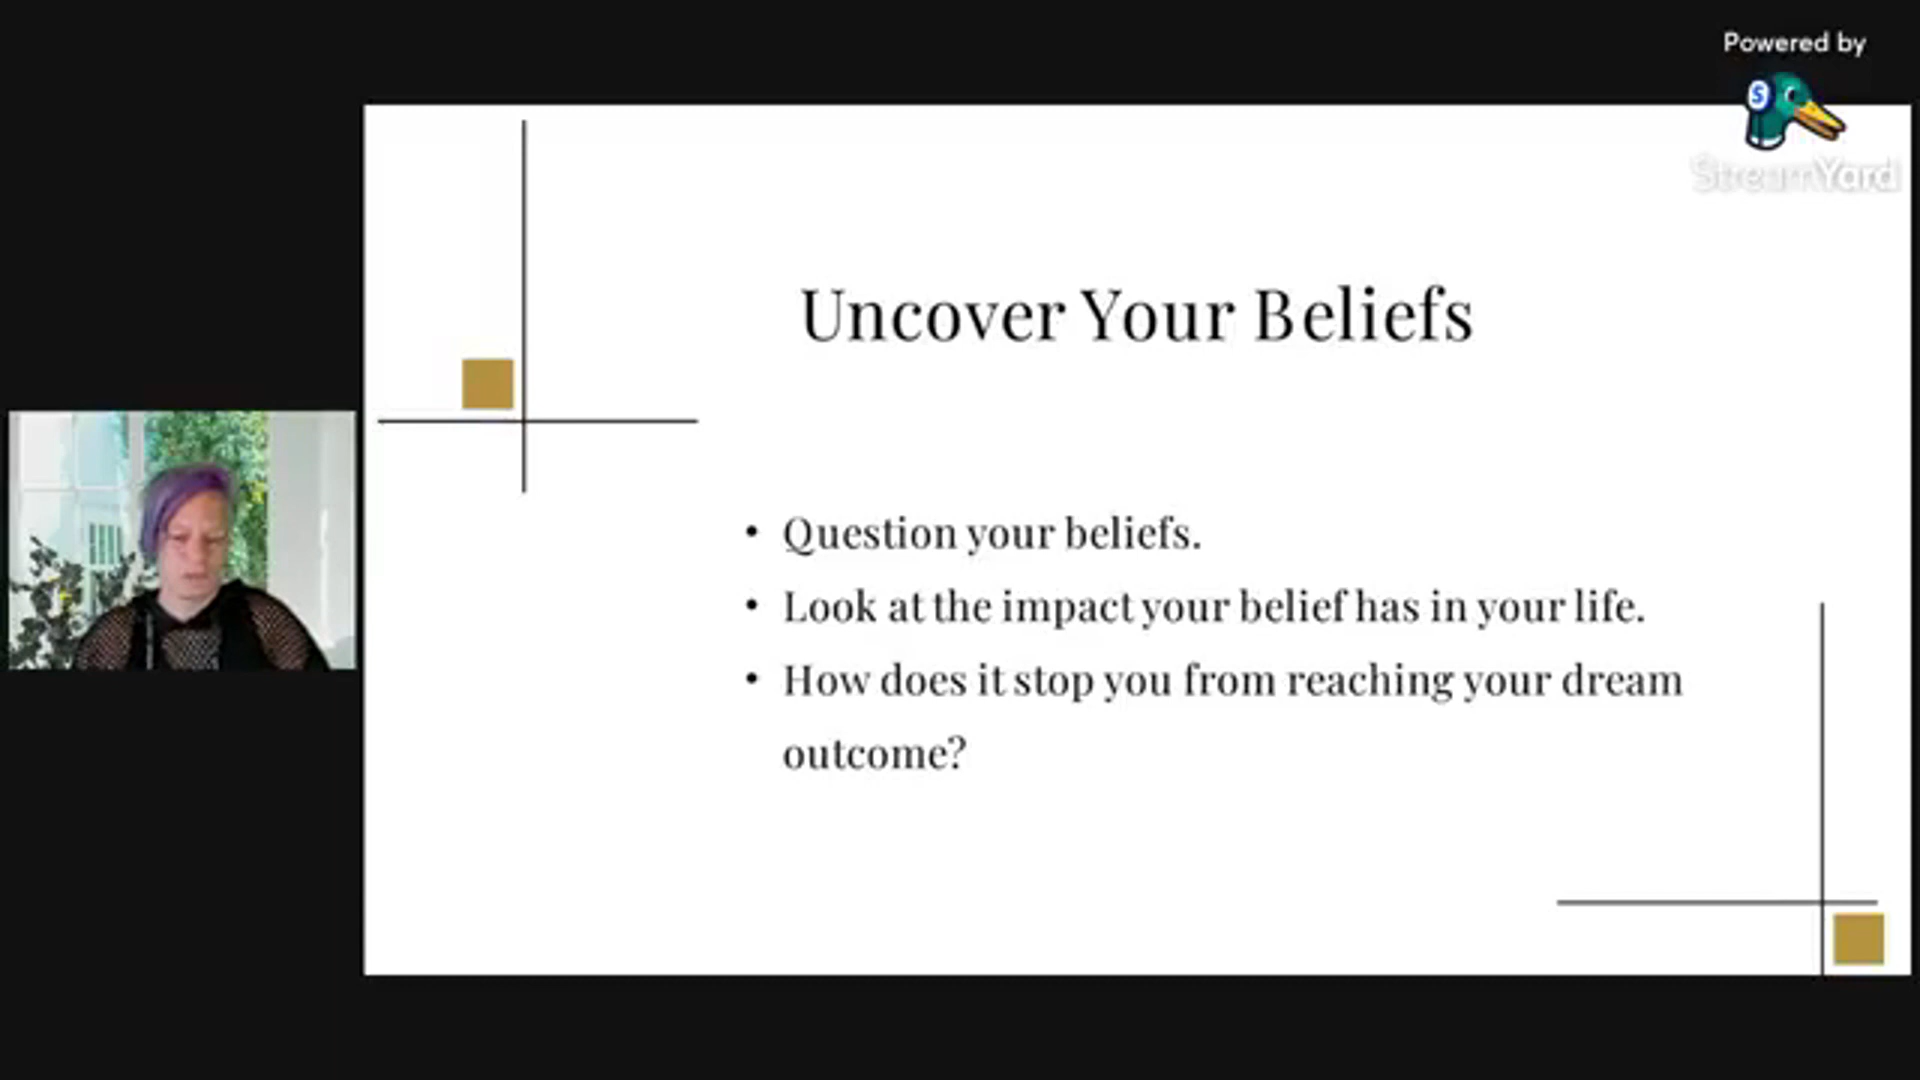 Powered by
S
StreamYard
Uncover Your Beliefs
• Question your beliefs.
• Look at the impact your belief has in your life.
• How does it stop you from reaching your dream
outcome?